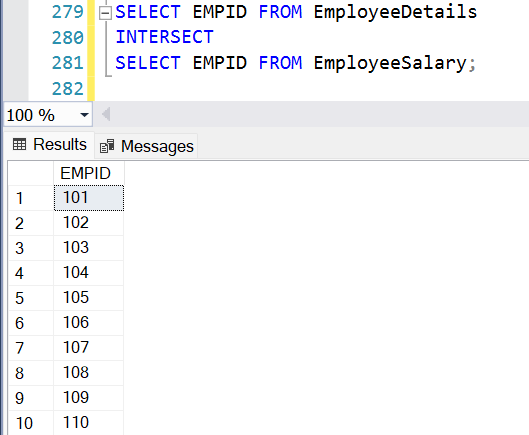 279 SELECT EMPID FROM EmployeeDetails
280 INTERSECT
281 SELECT EMPID FROM EmployeeSalary;
282
100 %
Results Messages
EMPID
1 101
2 102
3 103
4 104
5 105
6 106
7 107
8 108
9 109
10 110